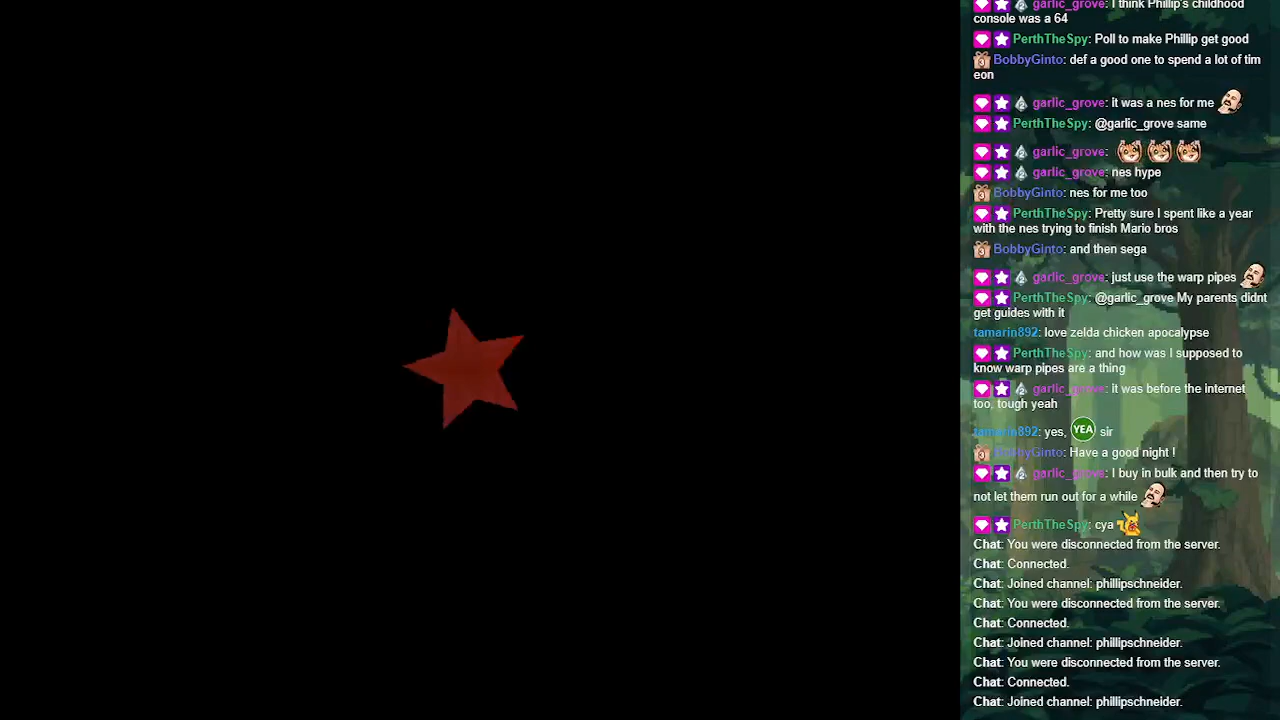 garlic_grove: I think Phillip's childhood
console was a 64
PerthTheSpy: Poll to make Phillip get good
BobbyGinto: def a good one to spend a lot of tim
eon
garlic_grove: it was a nes for me
PerthTheSpy: @garlic_grove same
garlic_grove:
garlic_grove: nes hype
BobbyGinto: nes for me too
PerthTheSpy: Pretty sure I spent like a year
with the nes trying to finish Mario bros
BobbyGinto: and then sega
garlic_grove: just use the warp pipes
PerthTheSpy: @garlic_grove My parents didnt
get guides with it
tamarin892: love zelda chicken apocalypse
PerthTheSpy: and how was I supposed to
know warp pipes are a thing
garlic_grove: it was before the internet
too, tough yeah
tamarin892: yes, YEA sir
BobbyGinto: Have a good night !
garlic_grove: I buy in bulk and then try to
not let them run out for a while
PerthTheSpy: cya
Chat: You were disconnected from the server.
Chat: Connected.
Chat: Joined channel: phillipschneider.
Chat: You were disconnected from the server.
Chat: Connected.
Chat: Joined channel: phillipschneider.
Chat: You were disconnected from the server.
Chat: Connected.
Chat: Joined channel: phillipschneider.